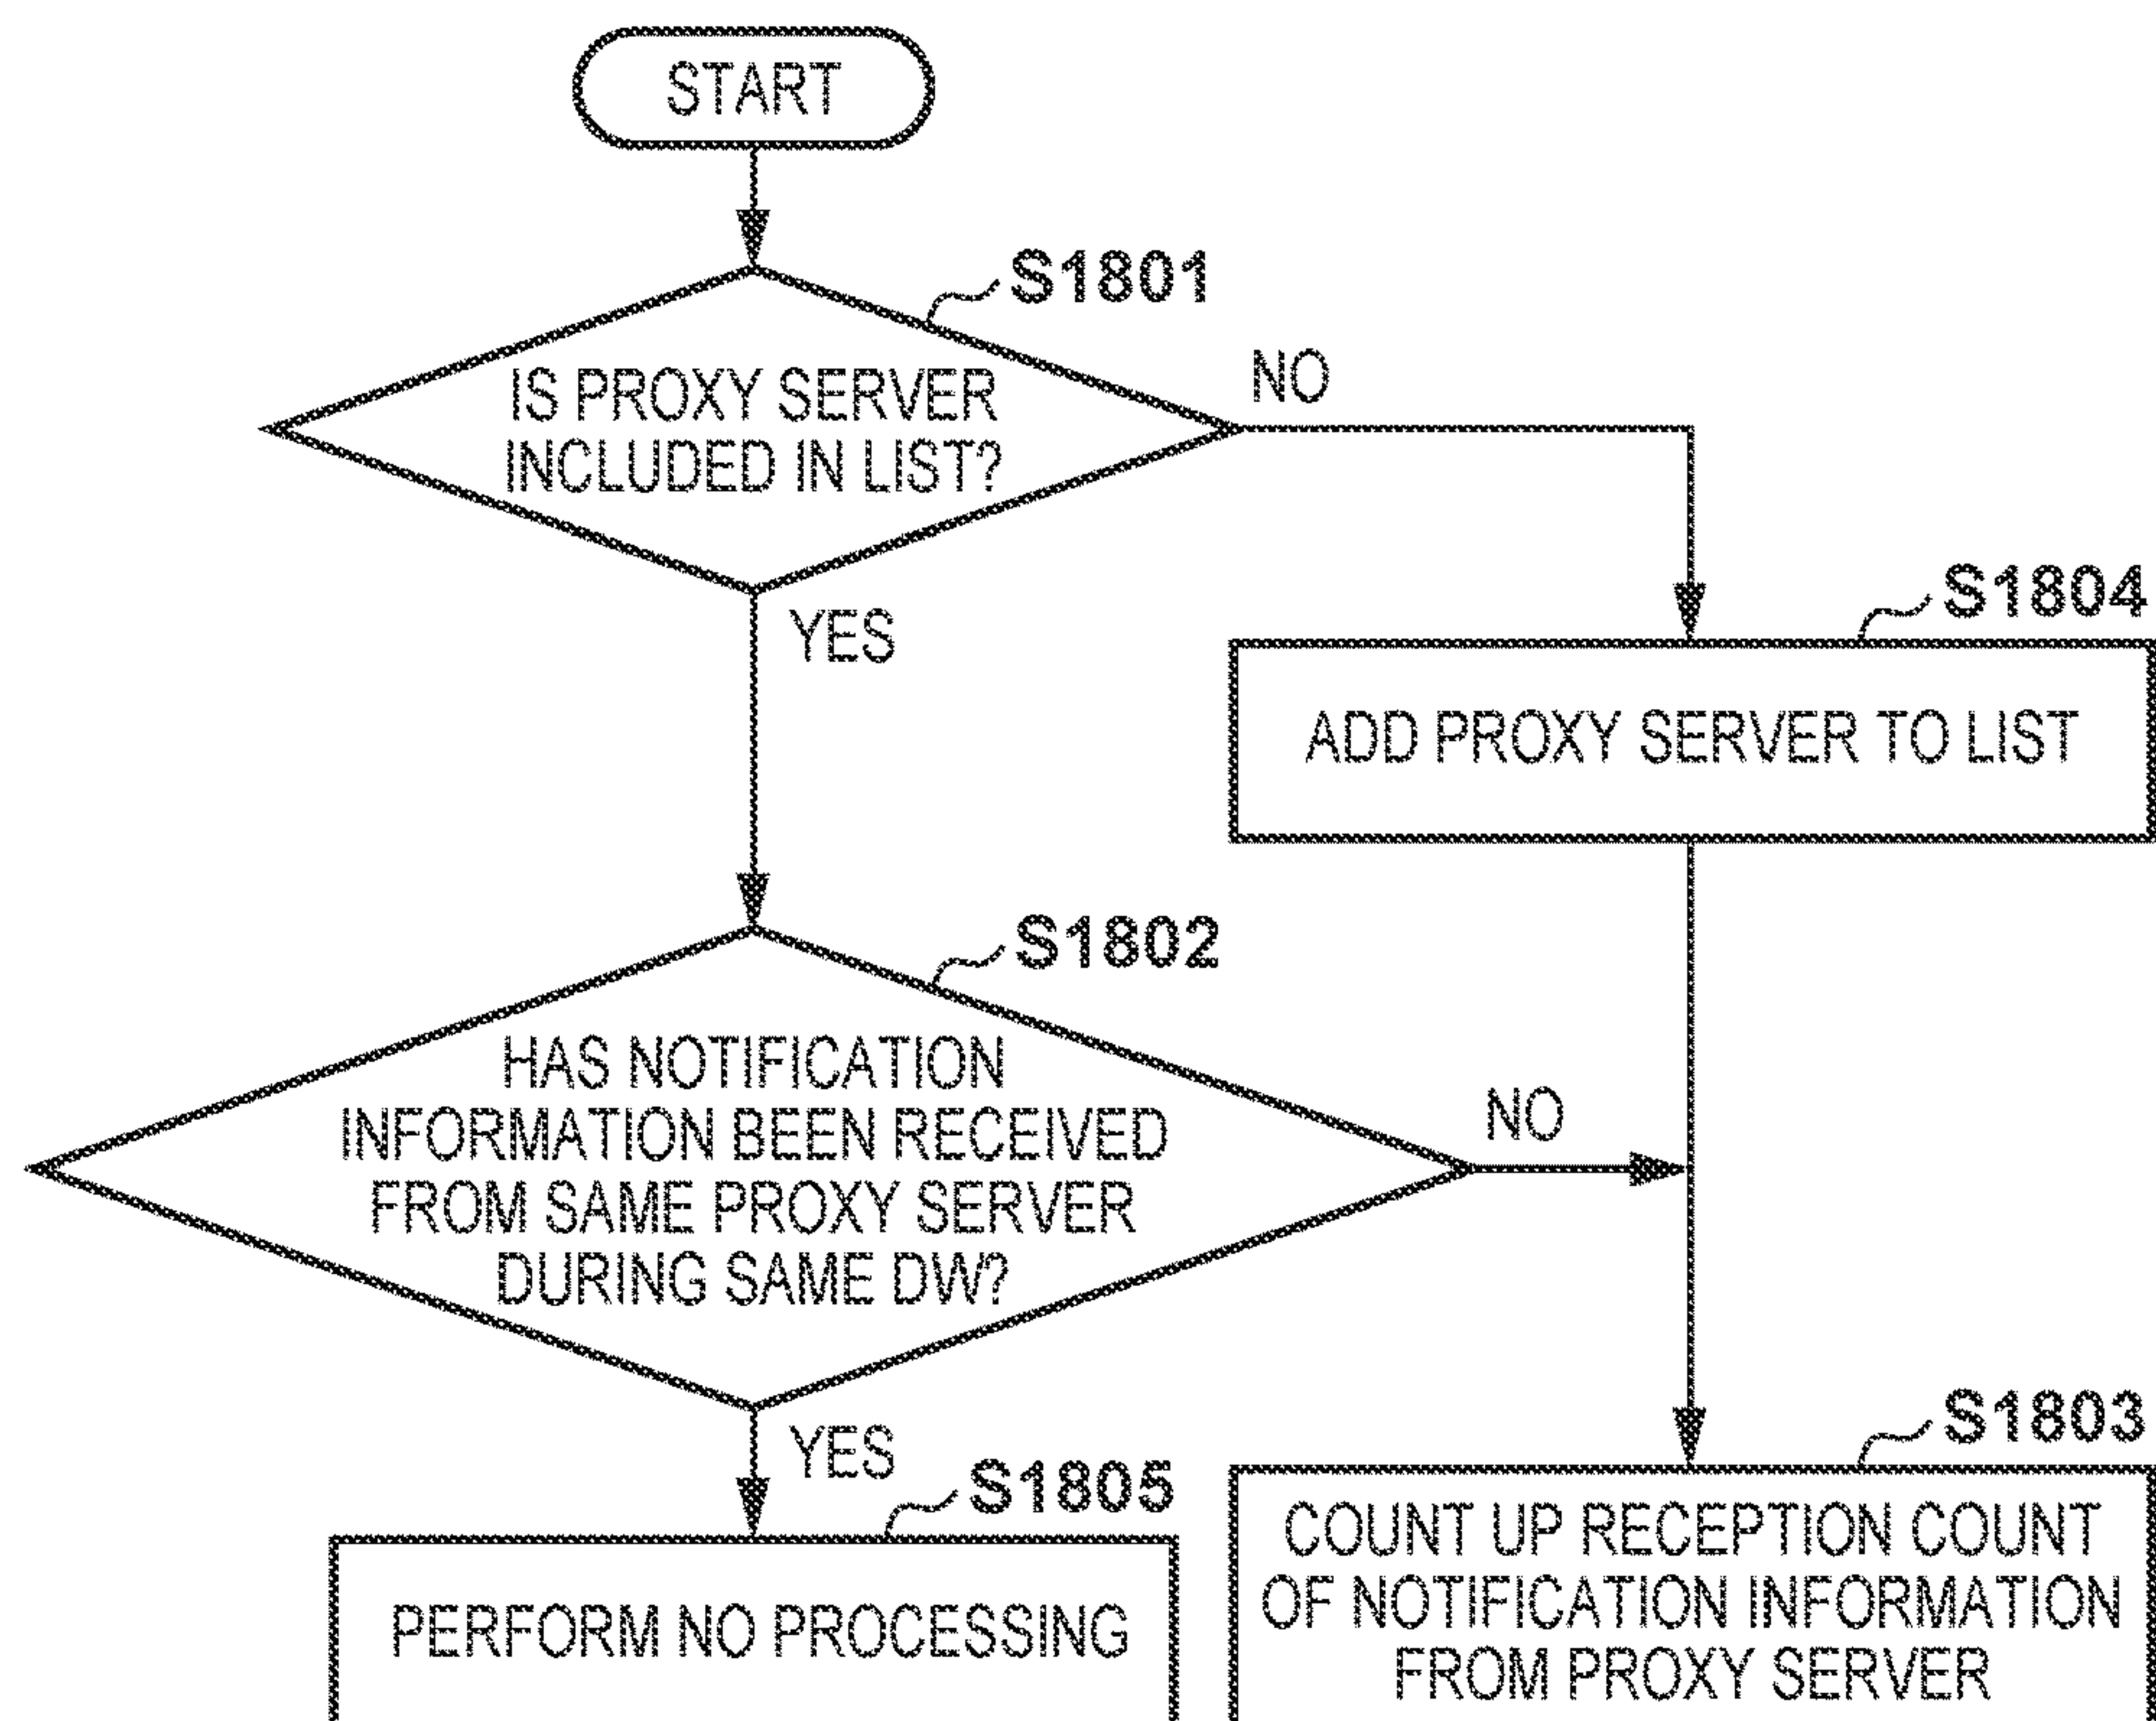 START
S1801
IS PROXY SERVER
INCLUDED IN LIST?
NO
YES
S1804
ADD PROXY SERVER TO LIST
S1802
HAS NOTIFICATION
INFORMATION BEEN RECEIVED
FROM SAME PROXY SERVER
DURING SAME DW?
NO
YES
S1805
PERFORM NO PROCESSING
S1803
COUNT UP RECEPTION COUNT
OF NOTIFICATION INFORMATION
FROM PROXY SERVER